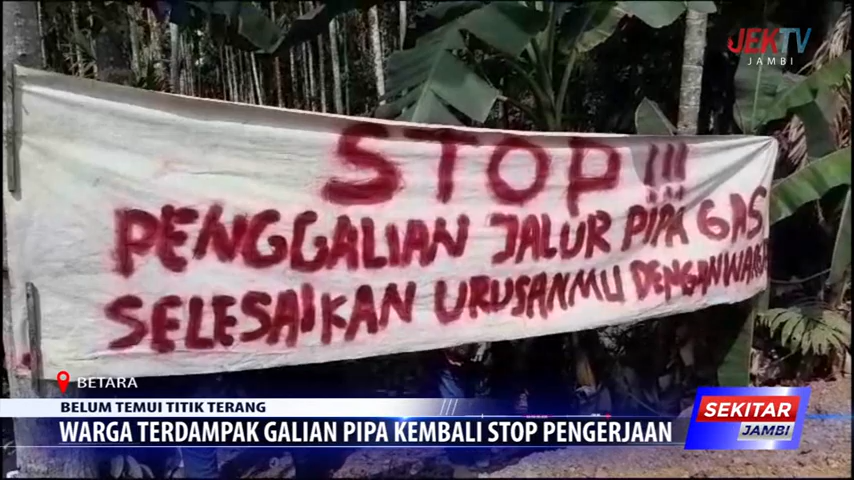 JEKTV
JAMBI
STOP !!!
PENGGALIAN JALUR PIPA GAS
SELESAIKAN URUSANMU DENGAN WARGA
BETARA
BELUM TEMUI TITIK TERANG
WARGA TERDAMPAK GALIAN PIPA KEMBALI STOP PENGERJAAN
SEKITAR
JAMBI